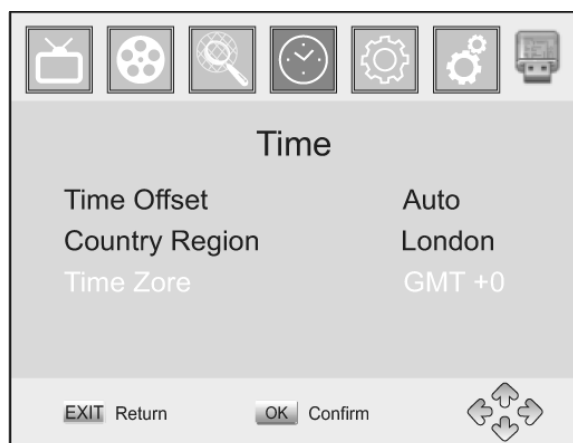 Time
Time Offset Auto
Country Region London
Time Zore GMT +0
EXIT Return OK Confirm